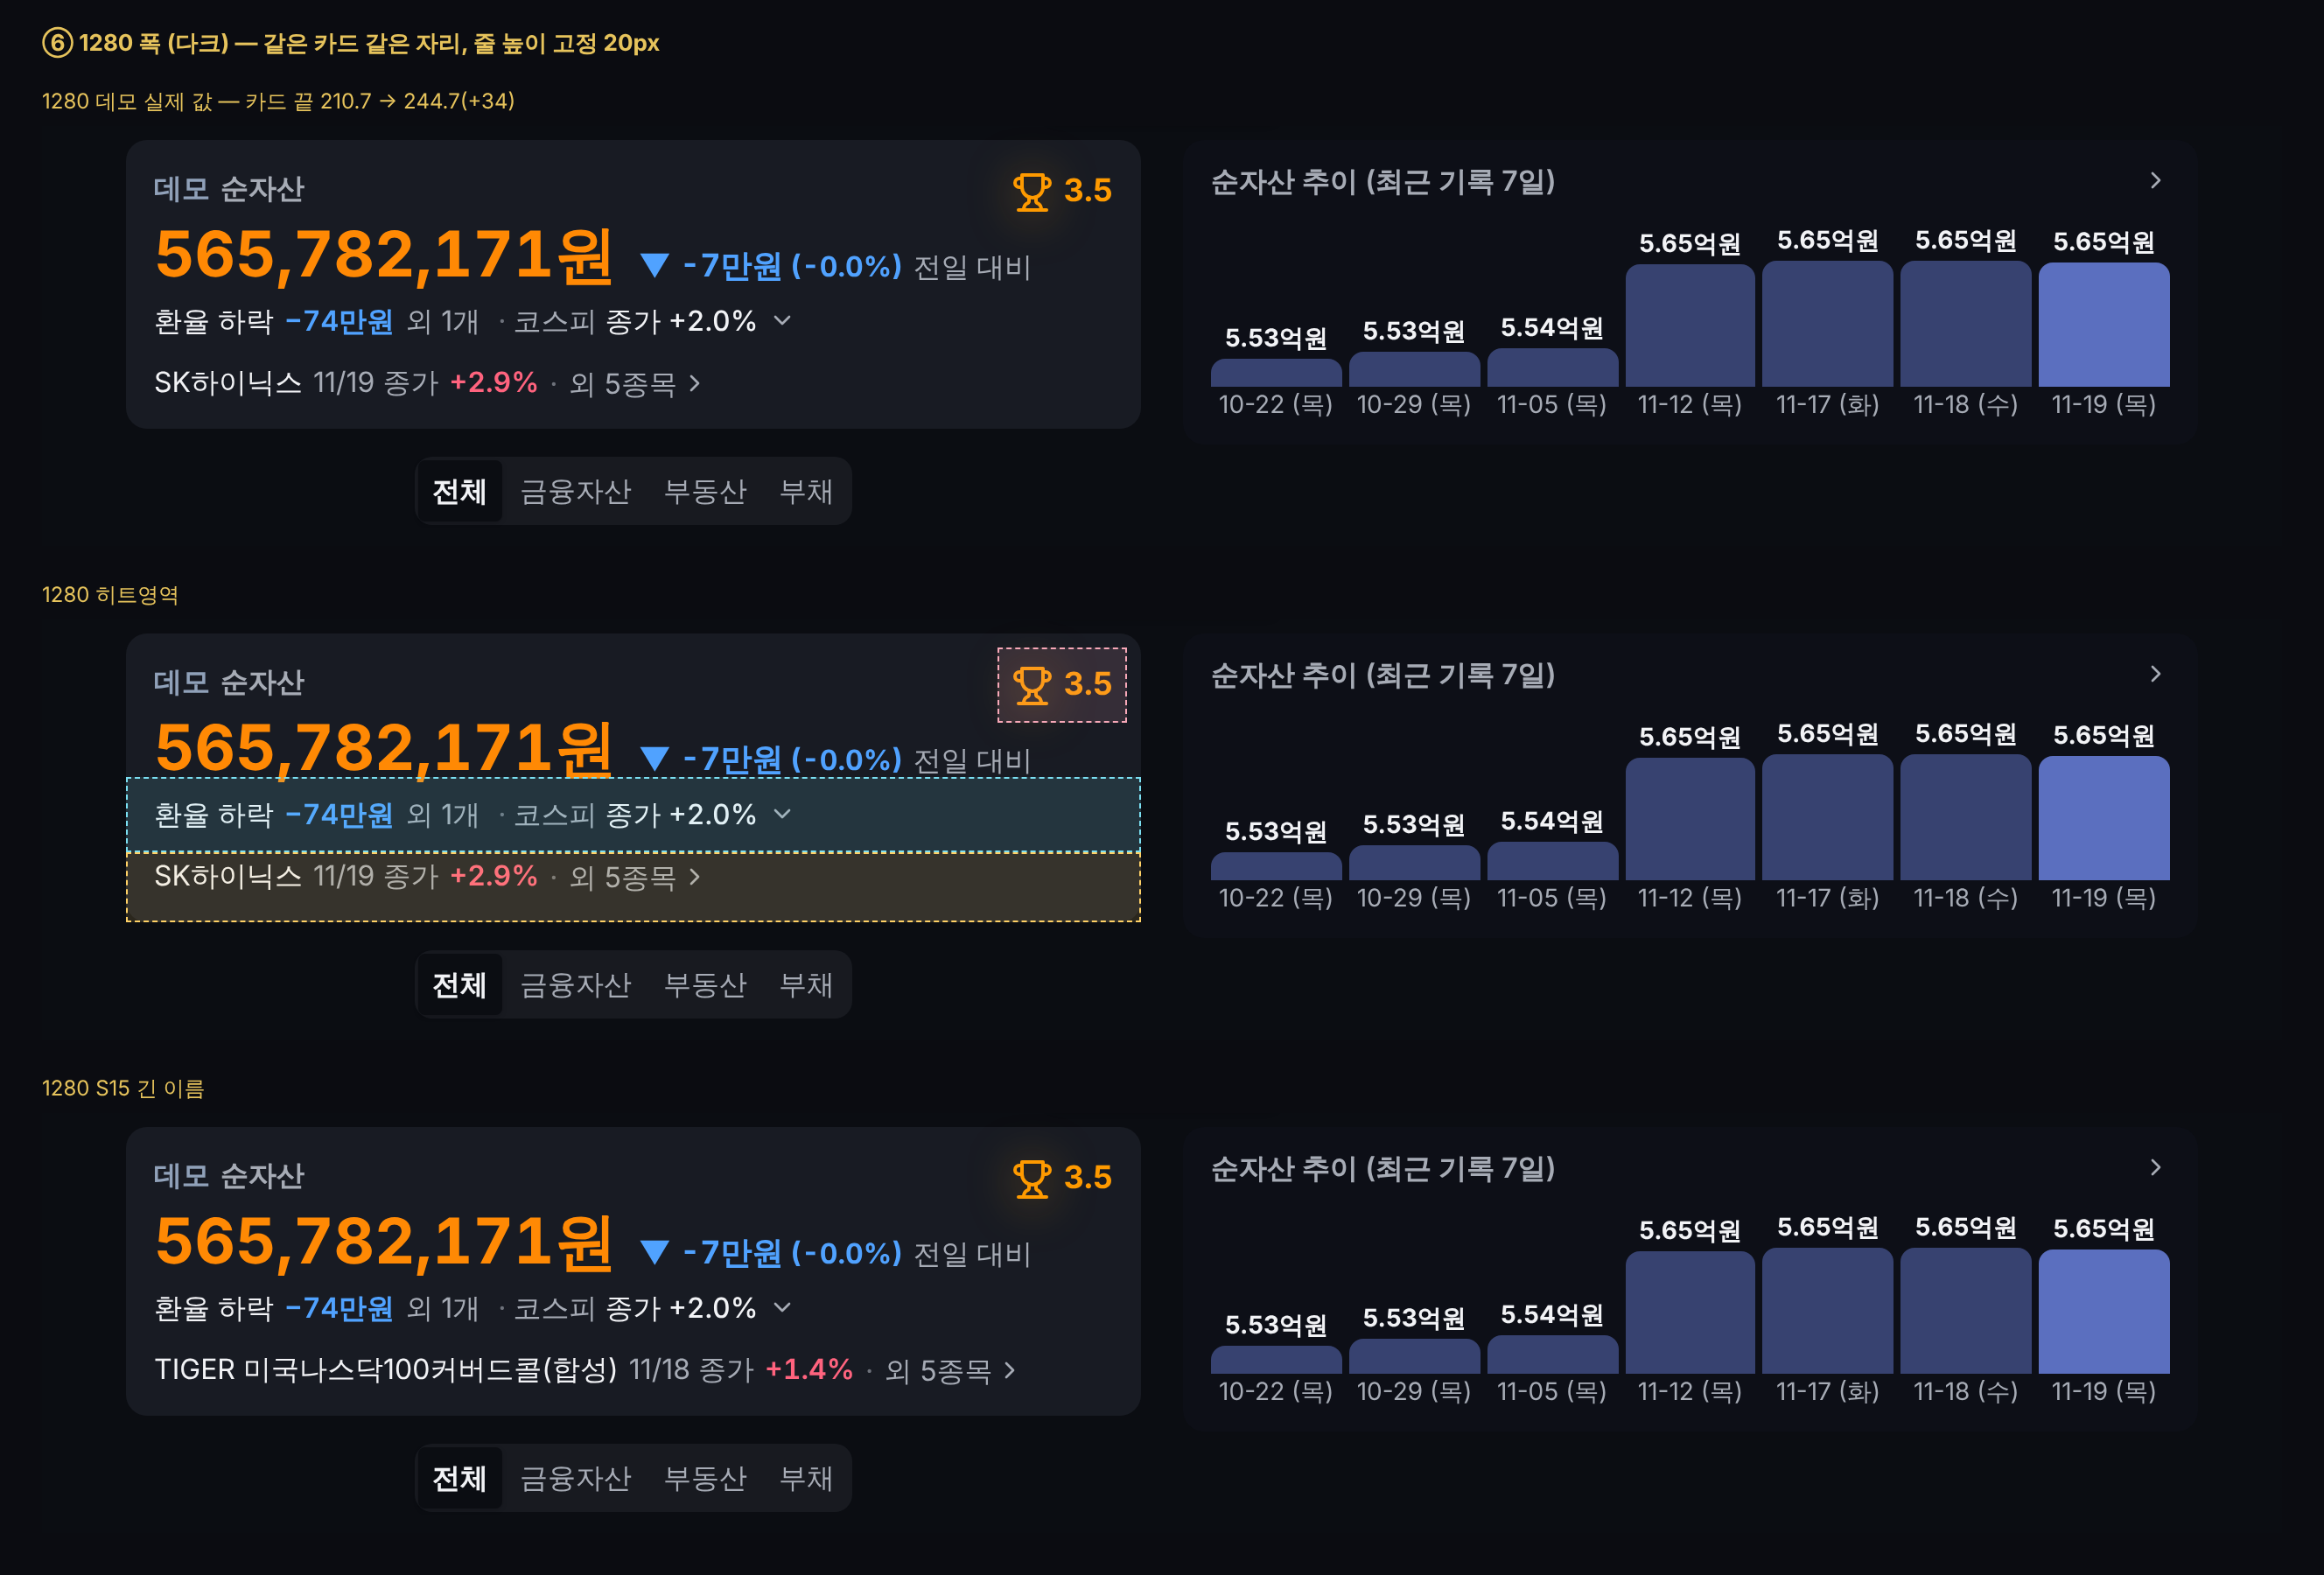 ⑥ 1280 폭 (다크) — 같은 카드 같은 자리, 줄 높이 고정 20px
1280 데모 실제 값 — 카드 끝 210.7 → 244.7(+34)
데모 순자산
3.5
565,782,171원 ▼ -7만원 (-0.0%) 전일 대비
환율 하락 −74만원 외 1개 · 코스피 종가 +2.0%
SK하이닉스 11/19 종가 +2.9% · 외 5종목 >
전체 금융자산 부동산 부채
순자산 추이 (최근 기록 7일) >
5.53억원 5.53억원 5.54억원 5.65억원 5.65억원 5.65억원 5.65억원
10-22 (목) 10-29 (목) 11-05 (목) 11-12 (목) 11-17 (화) 11-18 (수) 11-19 (목)
1280 히트영역
데모 순자산
3.5
565,782,171원 ▼ -7만원 (-0.0%) 전일 대비
환율 하락 −74만원 외 1개 · 코스피 종가 +2.0%
SK하이닉스 11/19 종가 +2.9% · 외 5종목 >
전체 금융자산 부동산 부채
순자산 추이 (최근 기록 7일) >
5.53억원 5.53억원 5.54억원 5.65억원 5.65억원 5.65억원 5.65억원
10-22 (목) 10-29 (목) 11-05 (목) 11-12 (목) 11-17 (화) 11-18 (수) 11-19 (목)
1280 S15 긴 이름
데모 순자산
3.5
565,782,171원 ▼ -7만원 (-0.0%) 전일 대비
환율 하락 −74만원 외 1개 · 코스피 종가 +2.0%
TIGER 미국나스닥100커버드콜(합성) 11/18 종가 +1.4% · 외 5종목 >
전체 금융자산 부동산 부채
순자산 추이 (최근 기록 7일) >
5.53억원 5.53억원 5.54억원 5.65억원 5.65억원 5.65억원 5.65억원
10-22 (목) 10-29 (목) 11-05 (목) 11-12 (목) 11-17 (화) 11-18 (수) 11-19 (목)